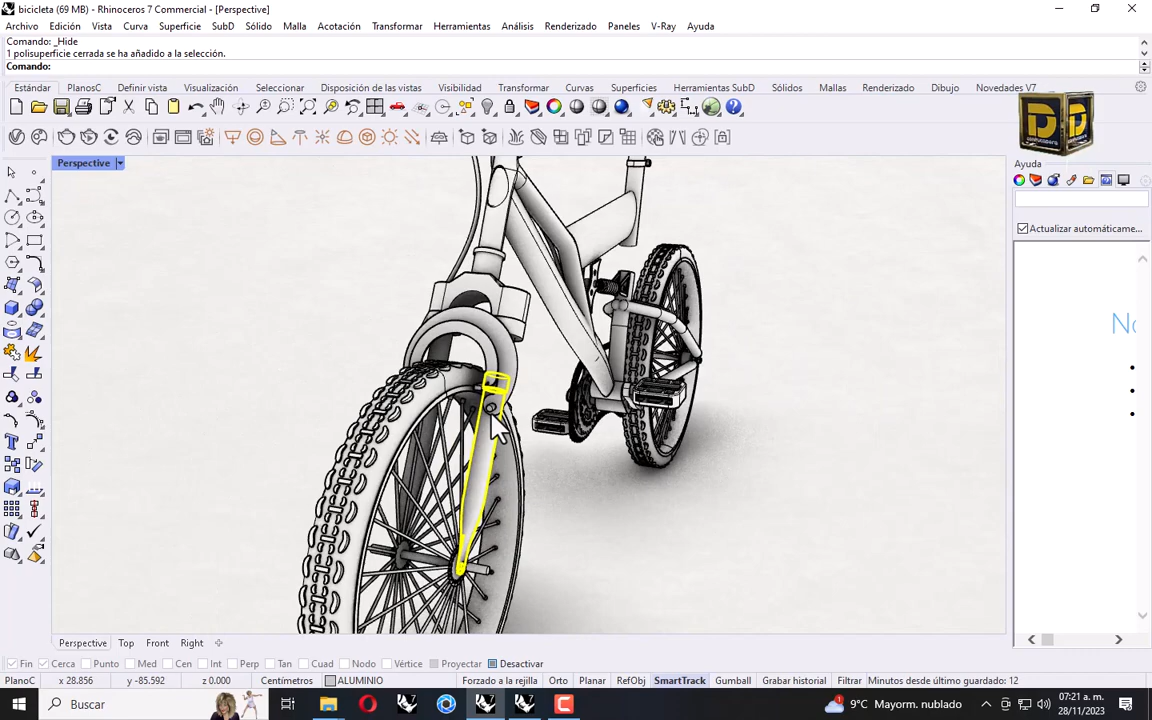 bicicleta (69 MB) - Rhinoceros 7 Commercial - [Perspective]
Archivo Edición Vista Curva Superficie SubD Sólido Malla Acotación Transformar Herramientas Análisis Renderizado Paneles V-Ray Ayuda
Comando: _Hide
1 polisuperficie cerrada se ha añadido a la selección.
Comando:
Estándar PlanosC Definir vista Visualización Seleccionar Disposición de las vistas Visibilidad Transformar Curvas Superficies Herramientas SubD Sólidos Mallas Renderizado Dibujo Novedades V7
Perspective
Ayuda
Actualizar automáticame...
No
Perspective Top Front Right
Fin Cerca Punto Med Cen Int Perp Tan Cuad Nodo Vértice Proyectar Desactivar
PlanoC x 28.856 y -85.592 z 0.000 Centímetros ALUMINIO Forzado a la rejilla Orto Planar RefObj SmartTrack Gumball Grabar historial Filtrar Minutos desde último guardado: 12
Buscar
1
9°C Mayorm. nublado
07:21 a. m.
28/11/2023